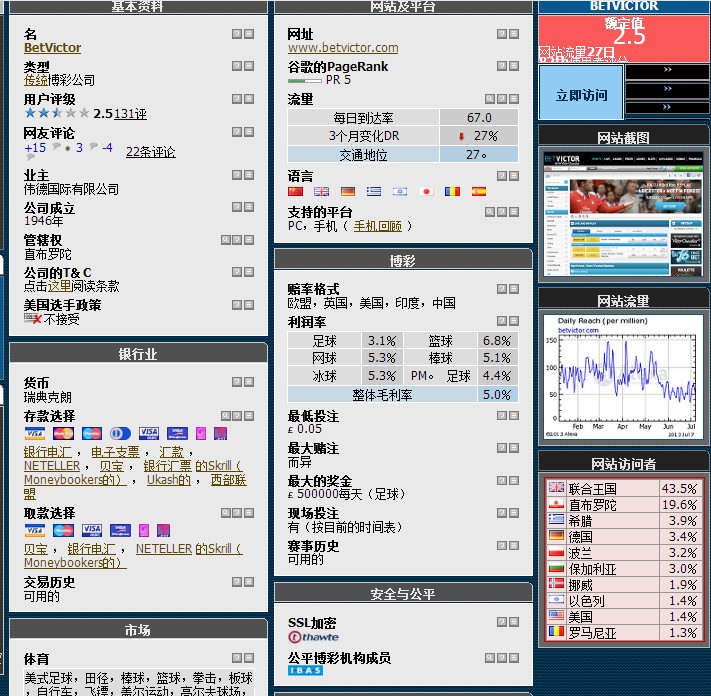 基本资料
名
BetVictor
类型
传统博彩公司
用户评级
2.5 131评
网友评论
+15 3 -4 22条评论
业主
伟德国际有限公司
公司成立
1946年
管辖权
直布罗陀
公司的T&C
点击这里阅读条款
美国选手政策
不接受
银行业
货币
瑞典克朗
存款选择
银行电汇 ， 电子支票 ， 汇款 ，
NETELLER ， 贝宝 ， 银行汇票 的Skrill（
Moneybookers的） ， Ukash的 ， 西部联
盟
取款选择
贝宝 ， 银行电汇 ， NETELLER 的Skrill（
Moneybookers的）
交易历史
可用的
市场
体育
美式足球，田径，棒球，篮球，拳击，板球
，自行车，飞镖，美尔运动，高尔夫球场，
网站及平台
网址
www.betvictor.com
谷歌的PageRank
PR 5
流量
每日到达率 67.0
3个月变化DR 27%
交通地位 27。
语言
支持的平台
PC，手机（ 手机回顾 ）
博彩
赔率格式
欧盟，英国，美国，印度，中国
利润率
足球 3.1% 篮球 6.8%
网球 5.3% 棒球 5.1%
冰球 5.3% PM。 足球 4.4%
整体毛利率 5.0%
最低投注
£ 0.05
最大赌注
而异
最大的奖金
£ 500000每天（足球）
现场投注
有（按目前的时间表）
赛事历史
可用的
安全与公平
SSL加密
thawte
公平博彩机构成员
IBAS
BETVICTOR
额定值
2.5
网站流量27日
立即访问
网站截图
BETVICTOR
网站流量
Daily Reach (per million)
betvictor.com
150
100
50
0
Feb Mar Apr May Jun Jul
©2013 Alexa 2013 Jul 7
网站访问者
联合王国 43.5%
直布罗陀 19.6%
希腊 3.9%
德国 3.4%
波兰 3.2%
保加利亚 3.0%
挪威 1.9%
以色列 1.4%
美国 1.4%
罗马尼亚 1.3%